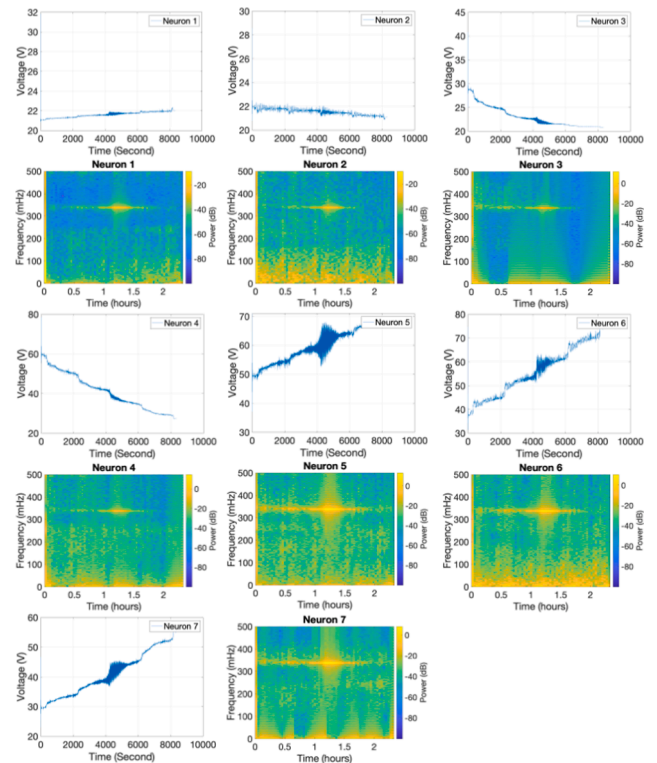 32
30
28
26
24
22
20
Voltage (V)
Neuron 1
0 2000 4000 6000 8000 10000
Time (Second)
30
28
26
24
22
20
Voltage (V)
Neuron 2
0 2000 4000 6000 8000 10000
Time (Second)
45
40
35
30
25
20
Voltage (V)
Neuron 3
0 2000 4000 6000 8000 10000
Time (Second)
Neuron 1
500
400
300
200
100
0
Frequency (mHz)
0 0.5 1 1.5 2
Time (hours)
-20
-40
-60
-80
Power (dB)
Neuron 2
500
400
300
200
100
0
Frequency (mHz)
0 0.5 1 1.5 2
Time (hours)
-20
-40
-60
-80
Power (dB)
Neuron 3
500
400
300
200
100
0
Frequency (mHz)
0 0.5 1 1.5 2
Time (hours)
0
-20
-40
-60
-80
Power (dB)
80
60
40
20
Voltage (V)
Neuron 4
0 2000 4000 6000 8000 10000
Time (Second)
70
60
50
40
30
Voltage (V)
Neuron 5
0 2000 4000 6000 8000 10000
Time (Second)
80
70
60
50
40
30
Voltage (V)
Neuron 6
0 2000 4000 6000 8000 10000
Time (Second)
Neuron 4
500
400
300
200
100
0
Frequency (mHz)
0 0.5 1 1.5 2
Time (hours)
0
-20
-40
-60
-80
Power (dB)
Neuron 5
500
400
300
200
100
0
Frequency (mHz)
0 0.5 1 1.5 2
Time (hours)
0
-20
-40
-60
-80
Power (dB)
Neuron 6
500
400
300
200
100
0
Frequency (mHz)
0 0.5 1 1.5 2
Time (hours)
0
-20
-40
-60
-80
Power (dB)
60
50
40
30
20
Voltage (V)
Neuron 7
0 2000 4000 6000 8000 10000
Time (Second)
Neuron 7
500
400
300
200
100
0
Frequency (mHz)
0 0.5 1 1.5 2
Time (hours)
0
-20
-40
-60
-80
Power (dB)